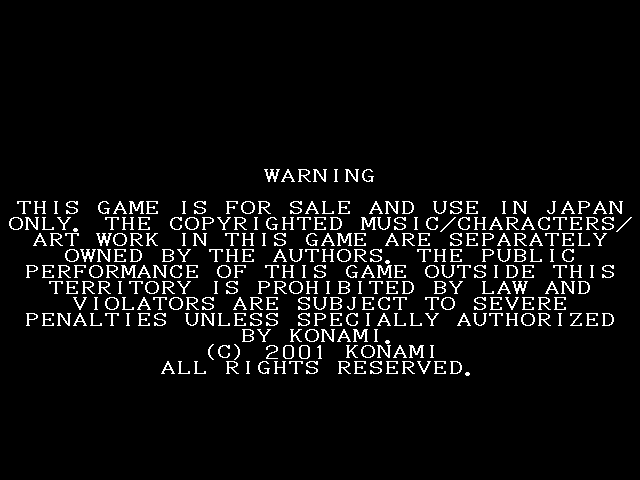 WARNING
THIS GAME IS FOR SALE AND USE IN JAPAN
ONLY. THE COPYRIGHTED MUSIC/CHARACTERS/
ART WORK IN THIS GAME ARE SEPARATELY
OWNED BY THE AUTHORS. THE PUBLIC
PERFORMANCE OF THIS GAME OUTSIDE THIS
TERRITORY IS PROHIBITED BY LAW AND
VIOLATORS ARE SUBJECT TO SEVERE
PENALTIES UNLESS SPECIALLY AUTHORIZED
BY KONAMI.
(C) 2001 KONAMI
ALL RIGHTS RESERVED.